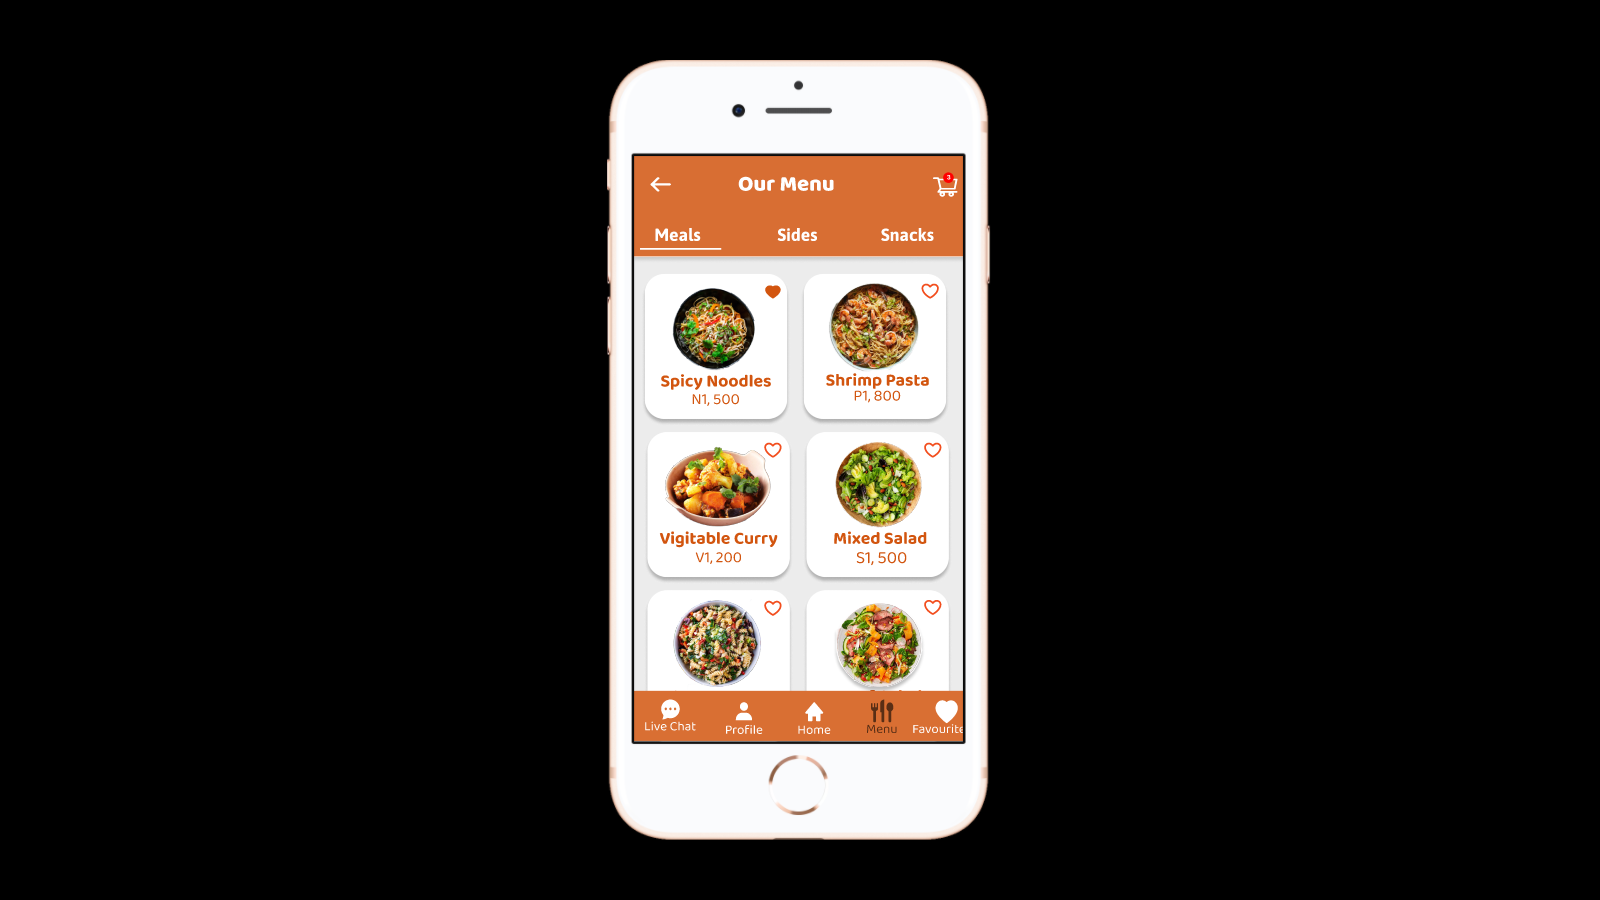 Our Menu
3
Meals Sides Snacks
Spicy Noodles
N1, 500
Shrimp Pasta
P1, 800
Vigitable Curry
V1, 200
Mixed Salad
S1, 500
Live Chat
Profile
Home
Menu
Favourite